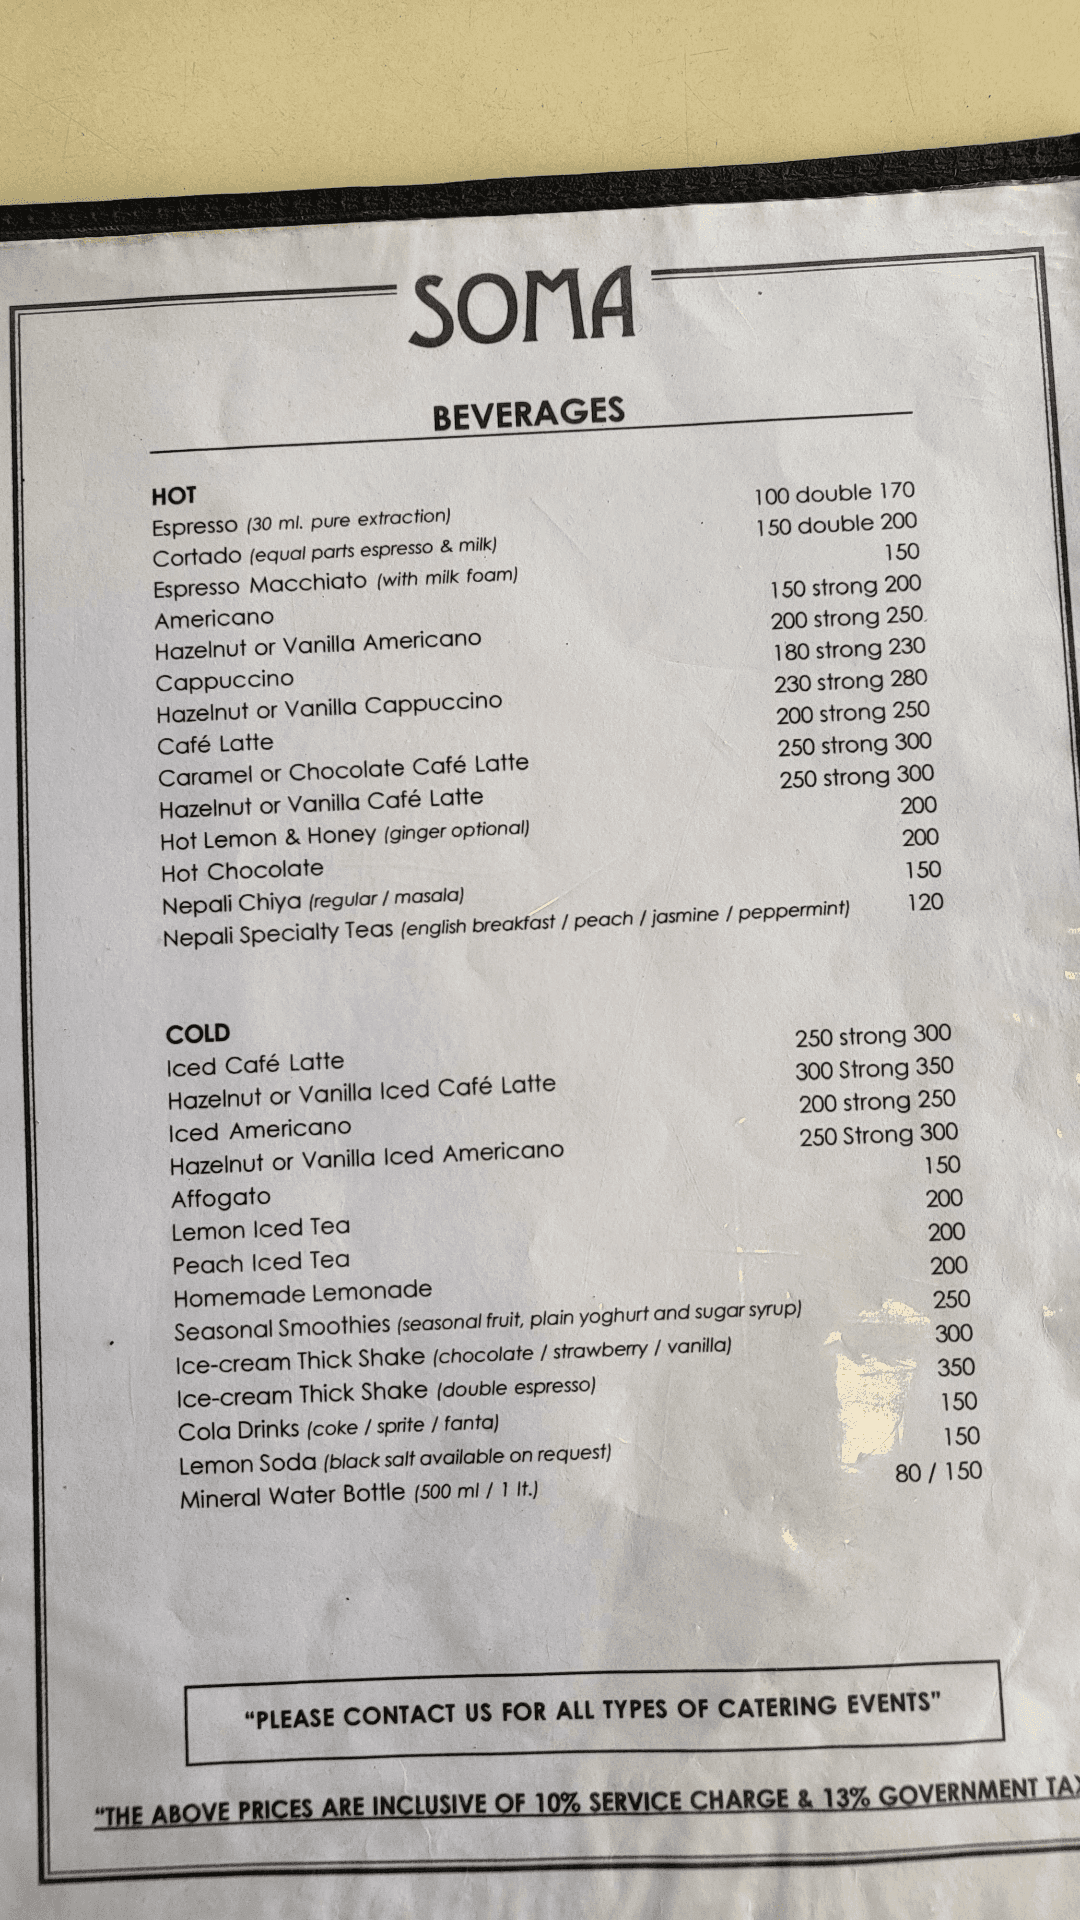 SOMA
BEVERAGES
HOT
Espresso (30 ml. pure extraction) 100 double 170
Cortado (equal parts espresso & milk) 150 double 200
Espresso Macchiato (with milk foam) 150
Americano 150 strong 200
Hazelnut or Vanilla Americano 200 strong 250
Cappuccino 180 strong 230
Hazelnut or Vanilla Cappuccino 230 strong 280
Café Latte 200 strong 250
Caramel or Chocolate Café Latte 250 strong 300
Hazelnut or Vanilla Café Latte 250 strong 300
Hot Lemon & Honey (ginger optional) 200
Hot Chocolate 200
Nepali Chiya (regular / masala) 150
Nepali Specialty Teas (english breakfast / peach / jasmine / peppermint) 120
COLD
Iced Café Latte 250 strong 300
Hazelnut or Vanilla Iced Café Latte 300 Strong 350
Iced Americano 200 strong 250
Hazelnut or Vanilla Iced Americano 250 Strong 300
Affogato 150
Lemon Iced Tea 200
Peach Iced Tea 200
Homemade Lemonade 200
Seasonal Smoothies (seasonal fruit, plain yoghurt and sugar syrup) 250
Ice-cream Thick Shake (chocolate / strawberry / vanilla) 300
Ice-cream Thick Shake (double espresso) 350
Cola Drinks (coke / sprite / fanta) 150
Lemon Soda (black salt available on request) 150
Mineral Water Bottle (500 ml / 1 lt.) 80 / 150
"PLEASE CONTACT US FOR ALL TYPES OF CATERING EVENTS"
"THE ABOVE PRICES ARE INCLUSIVE OF 10% SERVICE CHARGE & 13% GOVERNMENT TAX